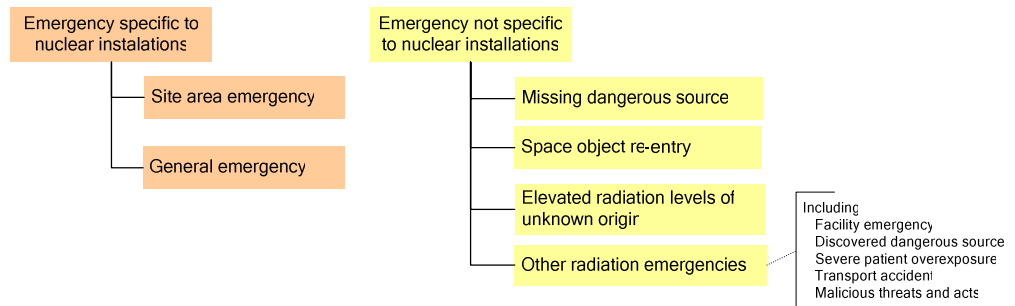 Emergency specific to
nuclear instalations
Site area emergency
General emergency
Emergency not specific
to nuclear installations
Missing dangerous source
Space object re-entry
Elevated radiation levels of
unknown origin
Other radiation emergencies
Including
Facility emergency
Discovered dangerous source
Severe patient overexposure
Transport accident
Malicious threats and acts